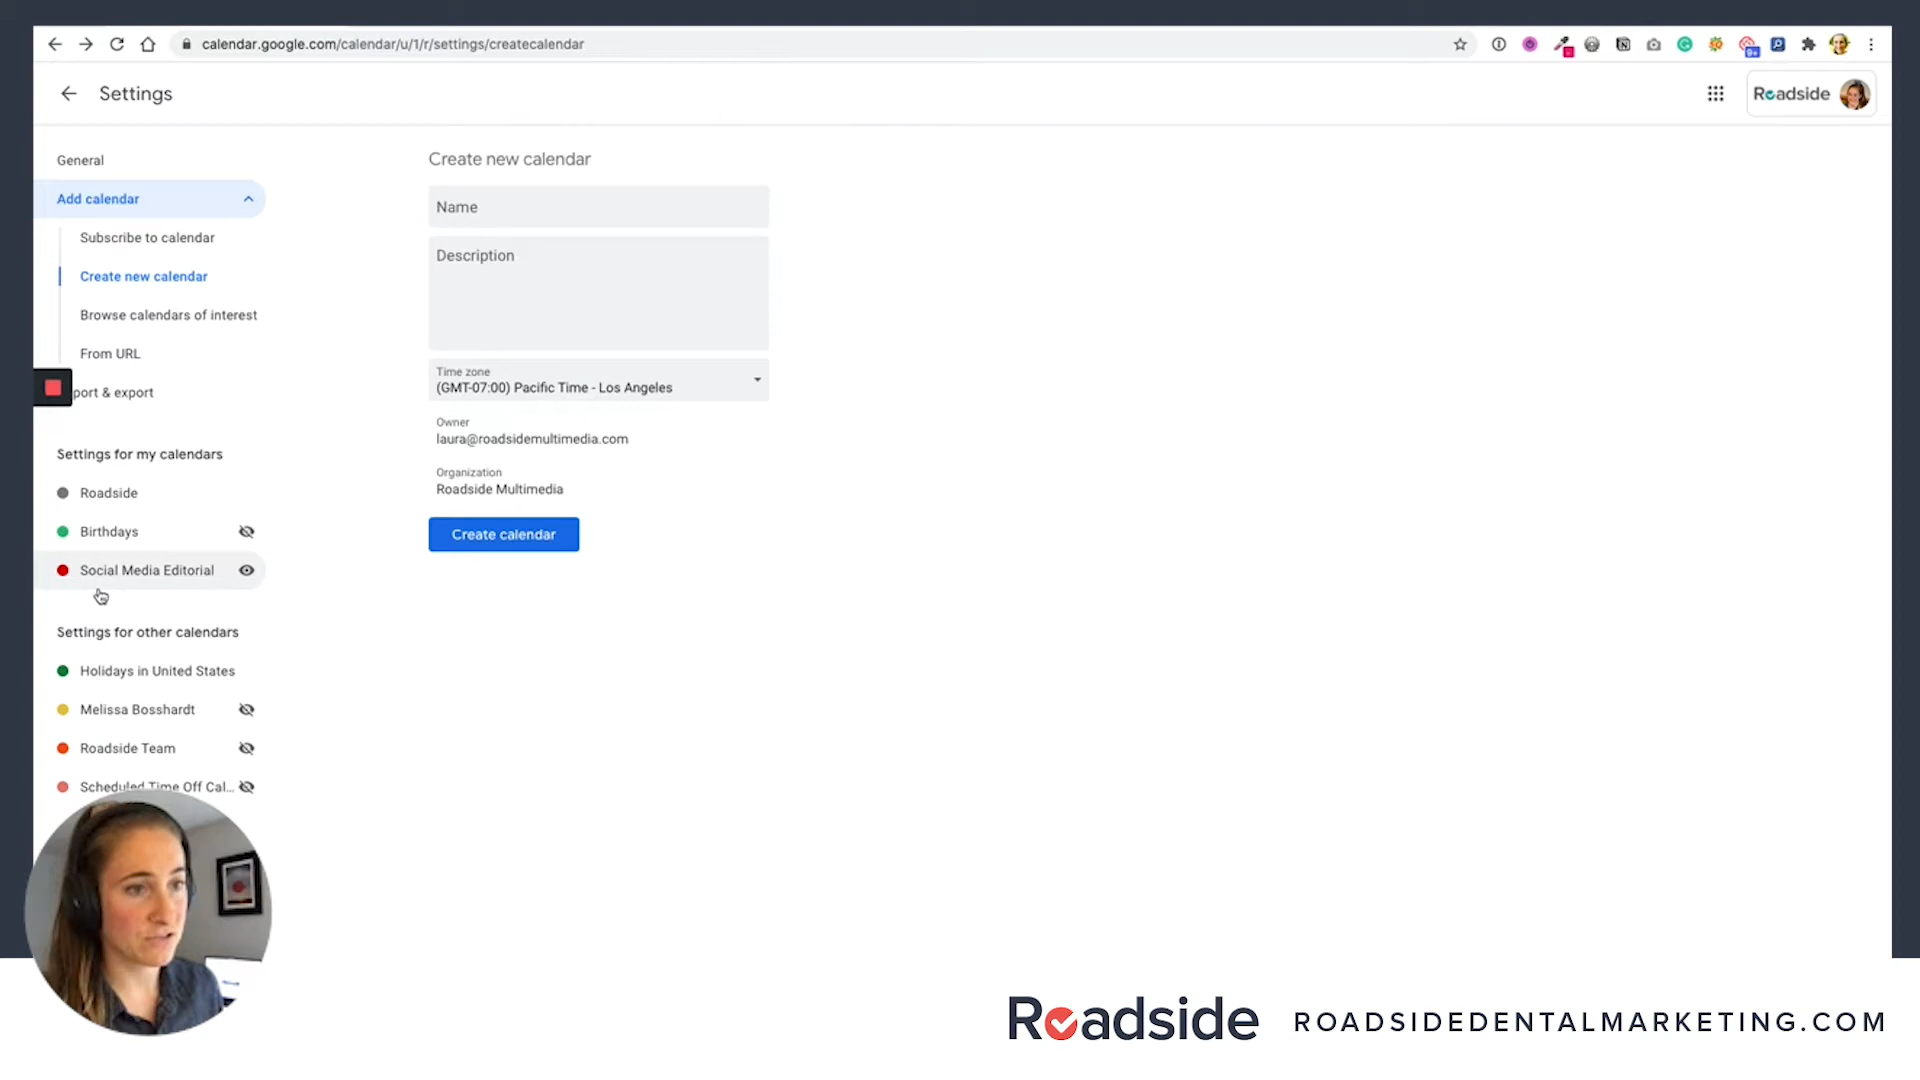 calendar.google.com/calendar/u/1/r/settings/createcalendar
9+
Settings
Roadside
General
Add calendar
Subscribe to calendar
Create new calendar
Browse calendars of interest
From URL
port & export
Settings for my calendars
Roadside
Birthdays
Social Media Editorial
Settings for other calendars
Holidays in United States
Melissa Bosshardt
Roadside Team
Scheduled Time Off Cal...
Create new calendar
Name
Description
Time zone
(GMT-07:00) Pacific Time - Los Angeles
Owner
laura@roadsidemultimedia.com
Organization
Roadside Multimedia
Create calendar
Roadside
ROADSIDEDENTALMARKETING.COM